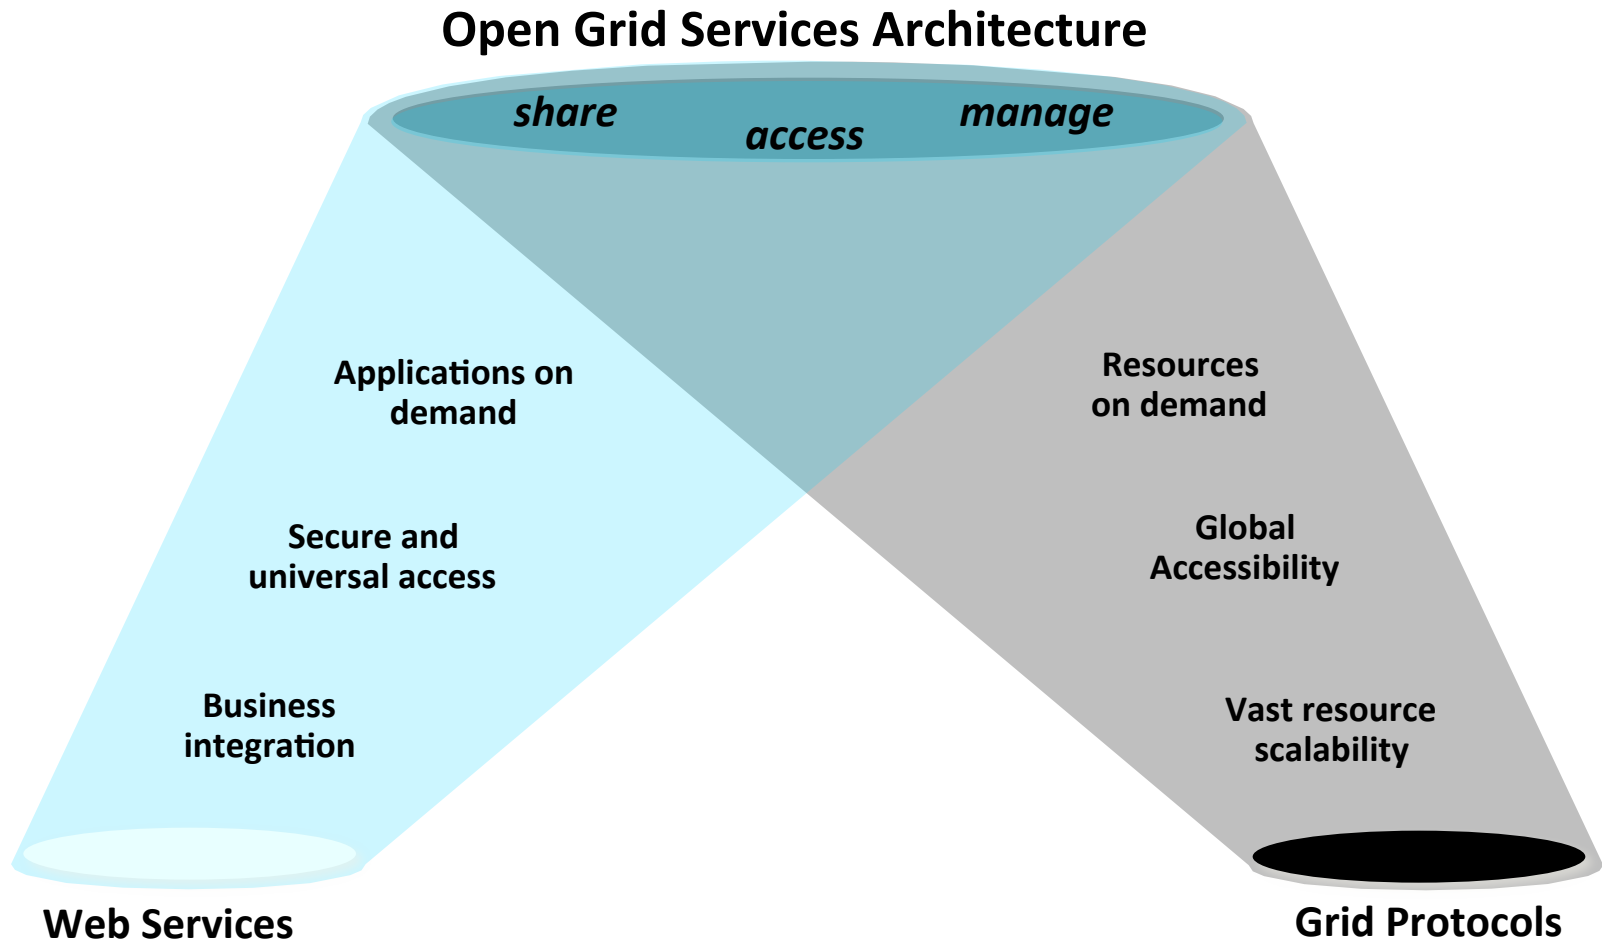 Open Grid Services Architecture
share
access
manage
Applications on
demand
Secure and
universal access
Business
integration
Resources
on demand
Global
Accessibility
Vast resource
scalability
Web Services
Grid Protocols